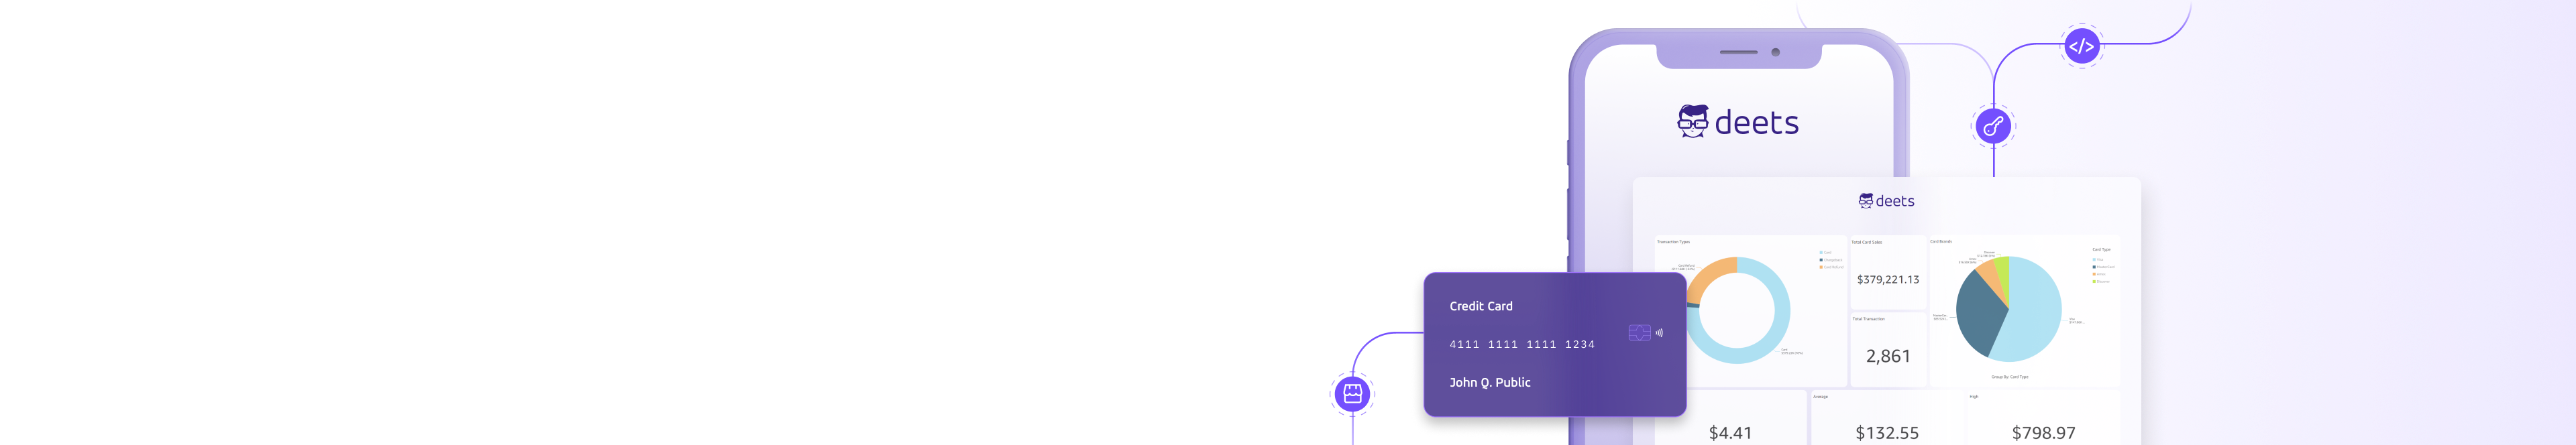 deets
deets
Transaction Types
Total Card Sales
$379,221.13
Total Transaction
2,861
Card Brands
Card Type
Group By: Card Type
Credit Card
4111 1111 1111 1234
John Q. Public
$4.41
Average
$132.55
High
$798.97